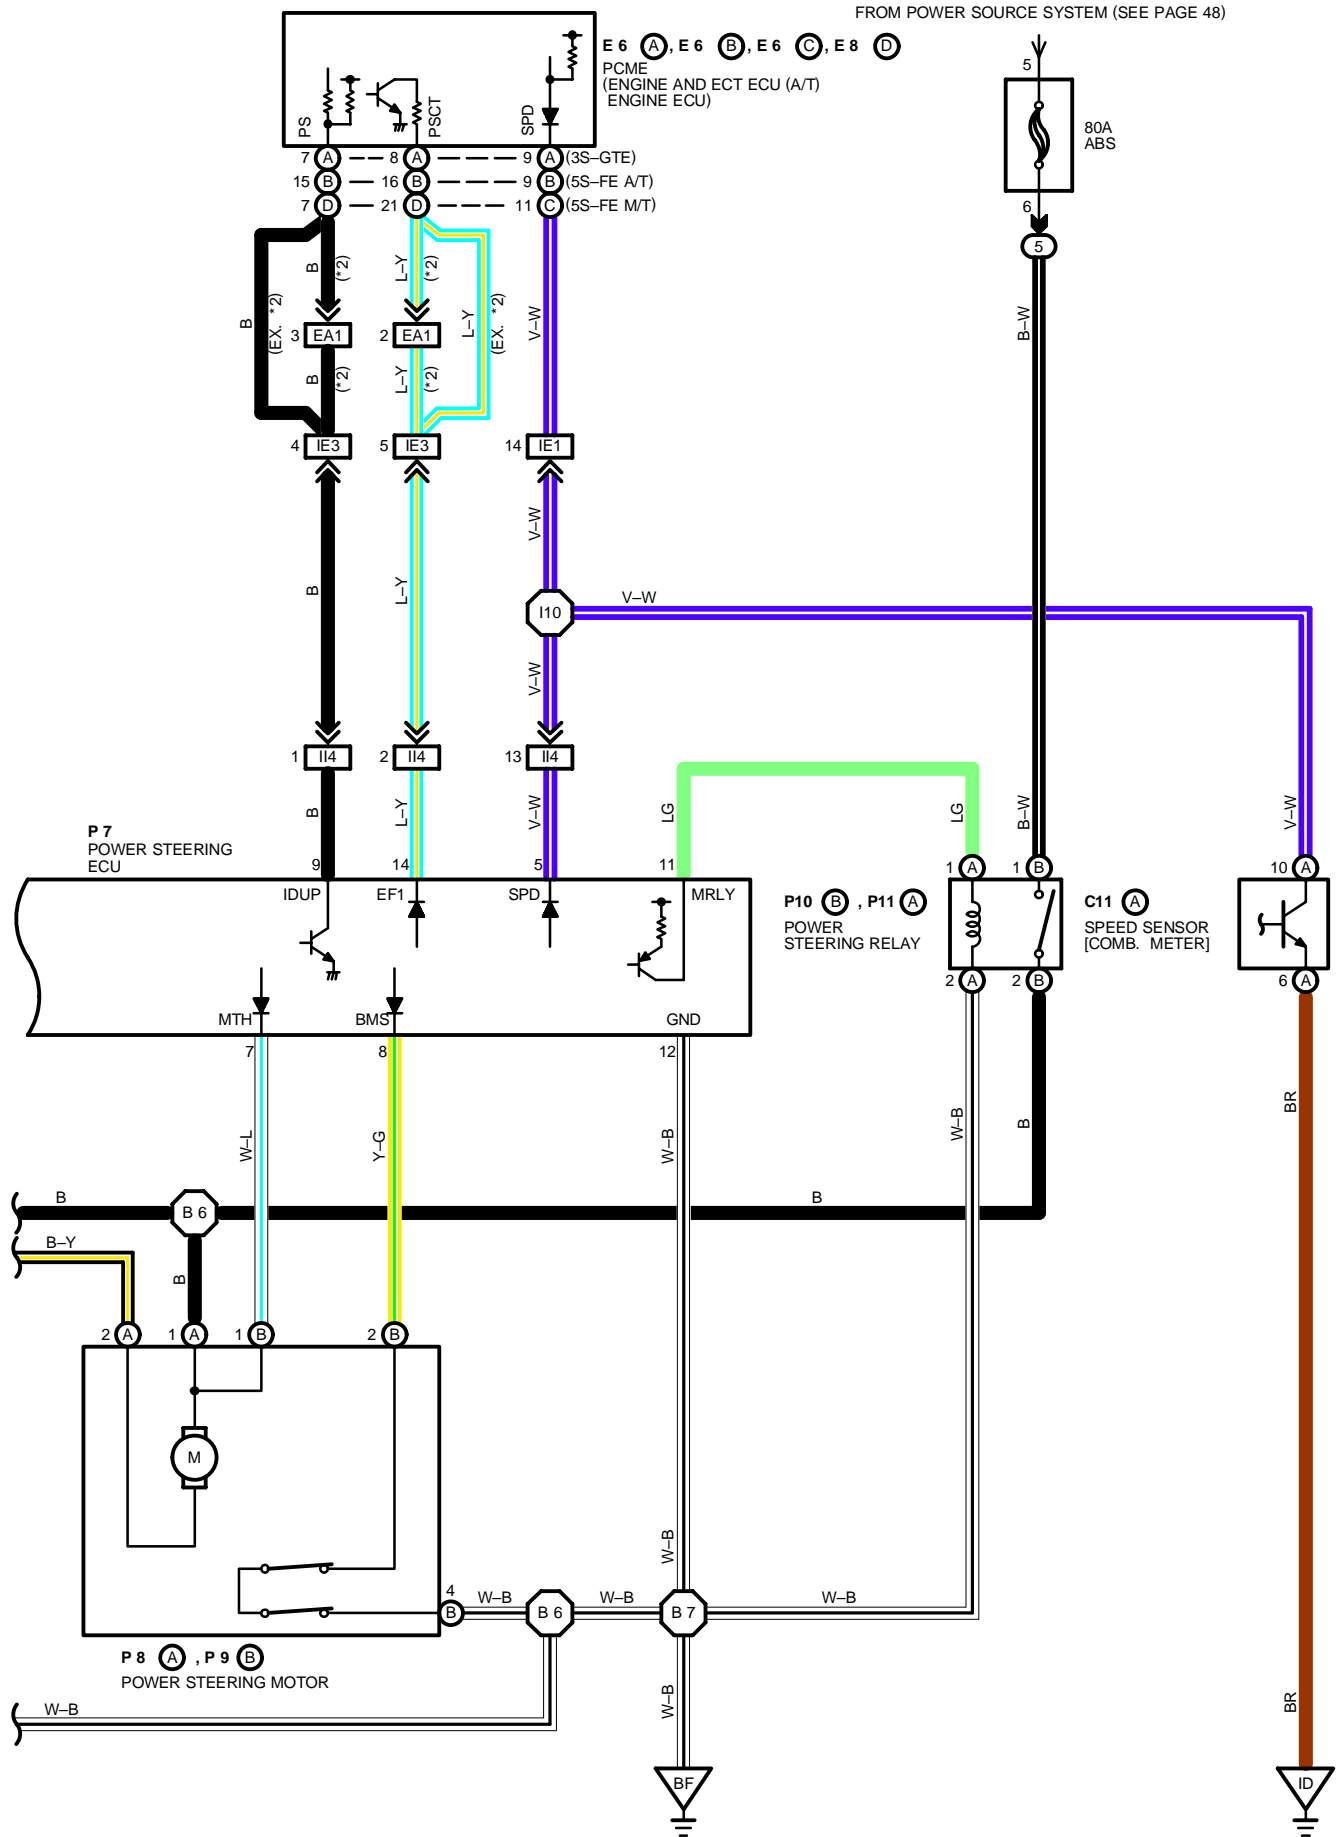 FROM POWER SOURCE SYSTEM (SEE PAGE 48)
E 6 A , E 6 B , E 6 C , E 8 D
PCME
(ENGINE AND ECT ECU (A/T)
ENGINE ECU)
PS
PSCT
SPD
5
80A
ABS
6
5
7 A 8 A 9 A (3S–GTE)
15 B 16 B 9 B (5S–FE A/T)
7 D 21 D 11 C (5S–FE M/T)
B
(EX. *2)
B
(*2)
L–Y
(*2)
L–Y
(EX. *2)
V–W
B–W
3 EA1 2 EA1
B
(*2)
L–Y
(*2)
4 IE3 5 IE3 14 IE1
V–W
B
L–Y
I10
V–W
V–W
1 II4 2 II4 13 II4
B
L–Y
V–W
LG
LG
B–W
V–W
P 7
POWER STEERING
ECU
9 14 5 11
1 A 1 B 10 A
IDUP EF1 SPD MRLY
P10 B , P11 A
POWER
STEERING RELAY
C11 A
SPEED SENSOR
[COMB. METER]
2 A 2 B 6 A
MTH BMS GND
7 8 12
W–L
Y–G
W–B
W–B
B
BR
B
B 6
B
B–Y
B
2 A 1 A 1 B 2 B
M
W–B
4
B
W–B
B 6
W–B
B 7
W–B
P 8 A , P 9 B
POWER STEERING MOTOR
W–B
W–B
BR
BF
ID